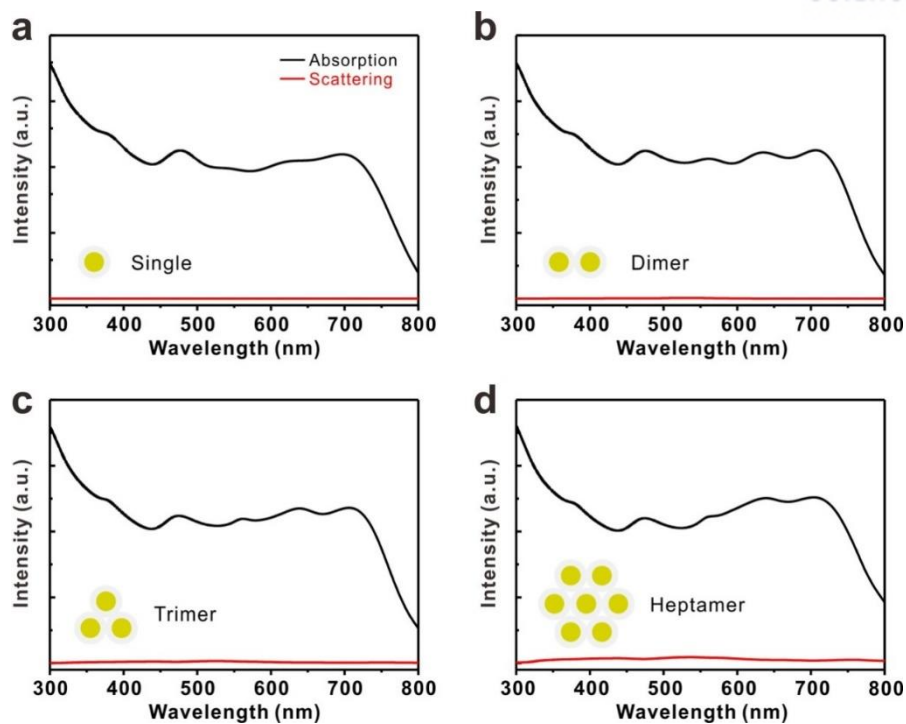 a
Intensity (a.u.)
Absorption
Scattering
Single
300 400 500 600 700 800
Wavelength (nm)
b
Intensity (a.u.)
Dimer
300 400 500 600 700 800
Wavelength (nm)
c
Intensity (a.u.)
Trimer
300 400 500 600 700 800
Wavelength (nm)
d
Intensity (a.u.)
Heptamer
300 400 500 600 700 800
Wavelength (nm)